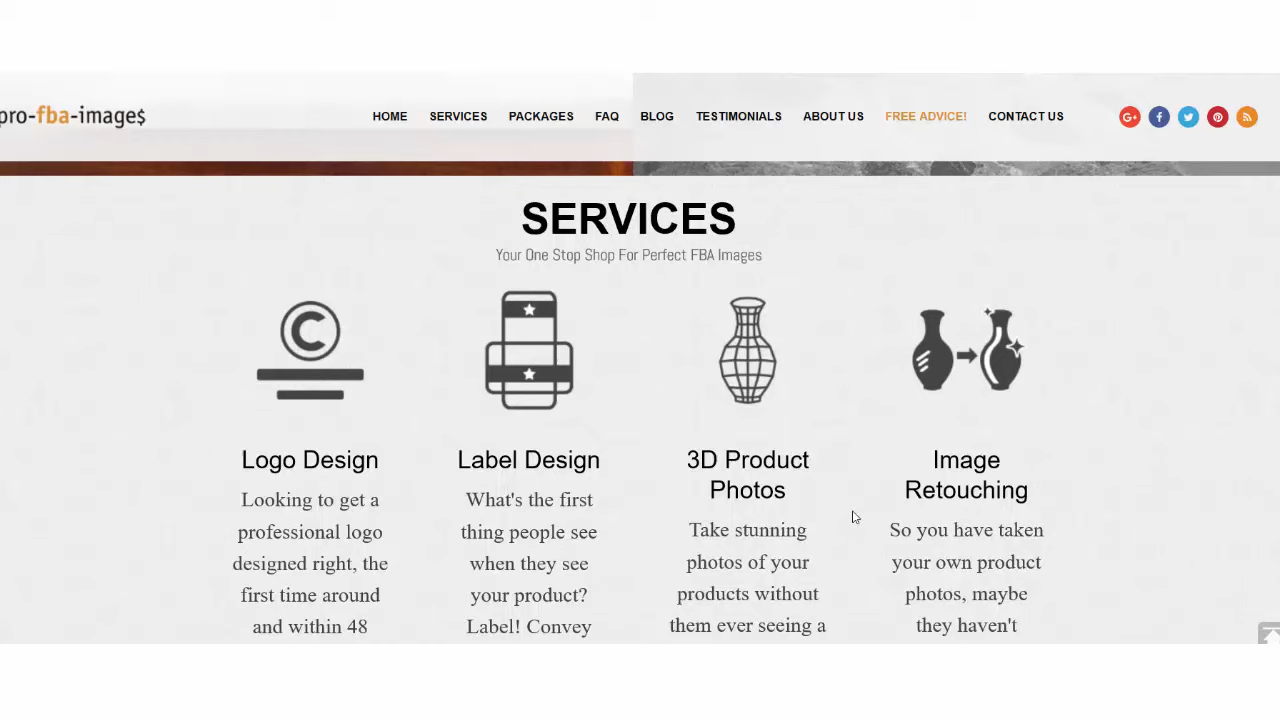 pro-fba-image$
HOME SERVICES PACKAGES FAQ BLOG TESTIMONIALS ABOUT US FREE ADVICE! CONTACT US
SERVICES
Your One Stop Shop For Perfect FBA Images
Logo Design
Looking to get a
professional logo
designed right, the
first time around
and within 48
Label Design
What's the first
thing people see
when they see
your product?
Label! Convey
3D Product
Photos
Take stunning
photos of your
products without
them ever seeing a
Image
Retouching
So you have taken
your own product
photos, maybe
they haven't